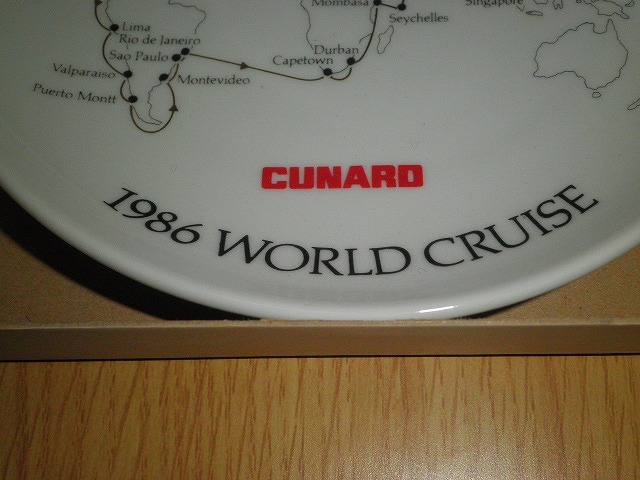 Mombasa
Seychelles
Singapore
Lima
Rio de Janeiro
Sao Paulo
Durban
Capetown
Valparaiso
Montevideo
Puerto Montt
CUNARD
1986 WORLD CRUISE